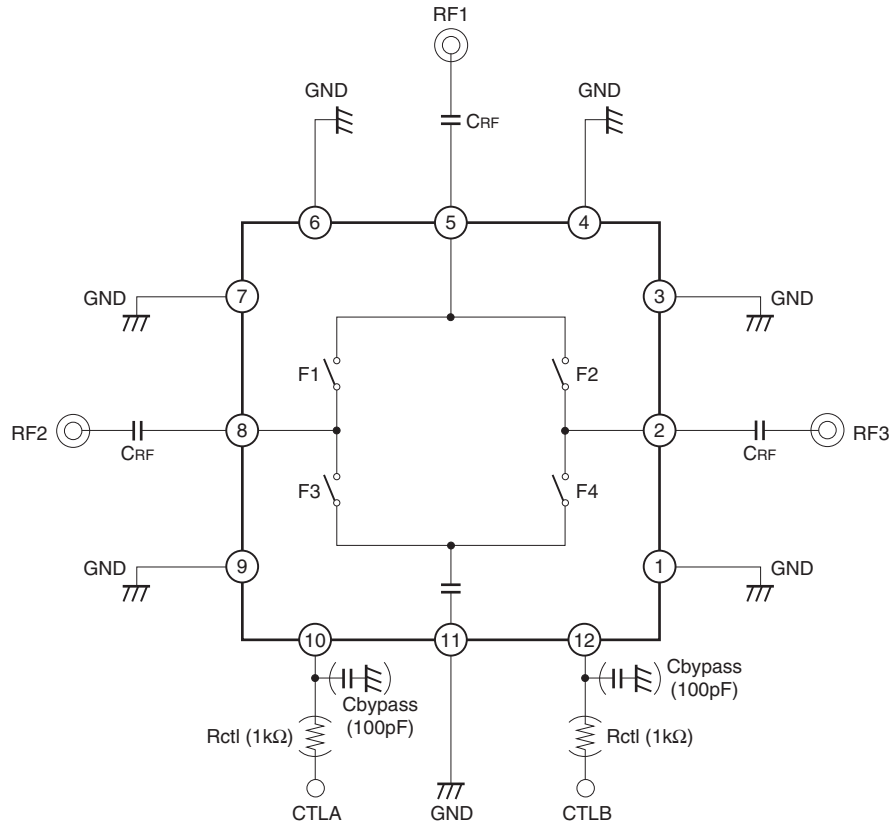 RF1
GND
GND
CRF
6
5
4
7
3
GND
GND
F1
F2
RF2
CRF
8
2
CRF
RF3
F3
F4
GND
9
1
GND
10
11
12
Cbypass
(100pF)
Cbypass
(100pF)
Rctl (1kΩ)
Rctl (1kΩ)
CTLA
GND
CTLB